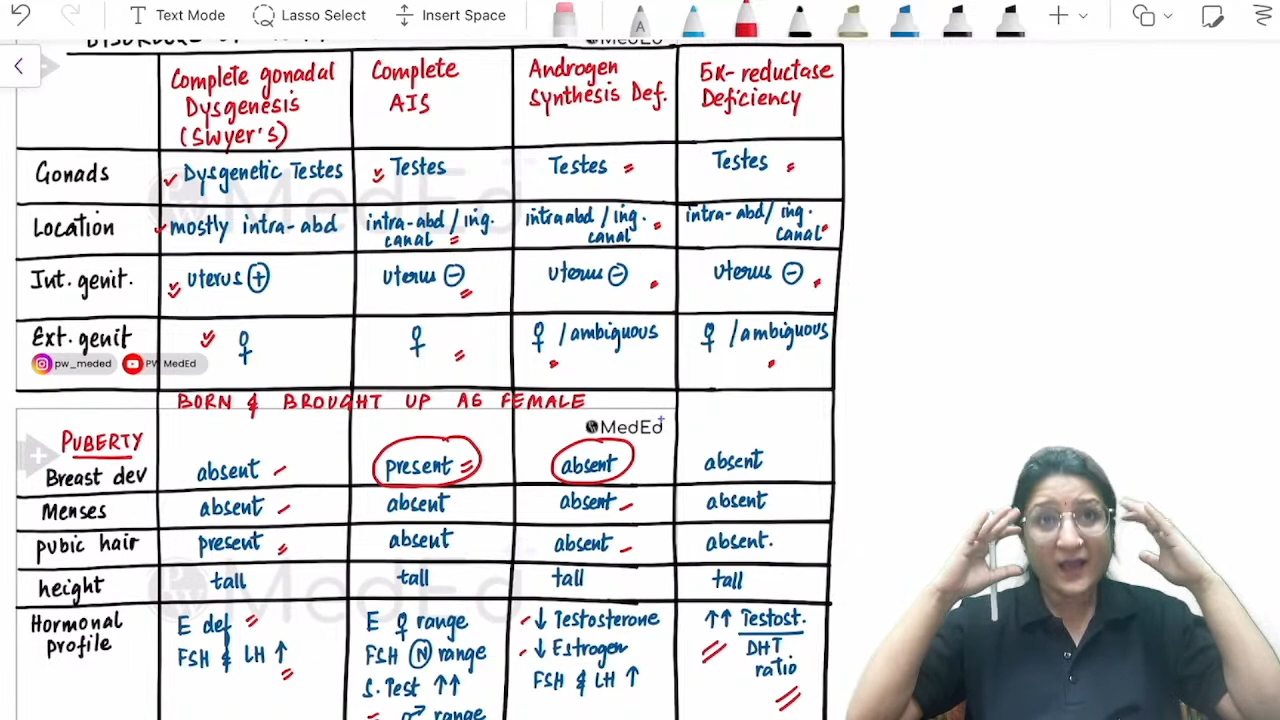 Text Mode
Lasso Select
Insert Space
A
MedEd
Complete gonadal
Dysgenesis
(Swyer's)
Complete
AIS
Androgen
Synthesis Def.
5α-reductase
Deficiency
Gonads
Dysgenetic Testes
Testes
Testes
Testes
Location
mostly intra-abd
intra-abd / ing.
canal
intraabd / ing.
canal
intra-abd / ing.
canal
Int. genit.
uterus ⊕
uterus ⊖
uterus ⊖
uterus ⊖
Ext. genit
♀
♀
♀ / ambiguous
♀ / ambiguous
pw_meded
PW MedEd
BORN & BROUGHT UP AS FEMALE
MedEd
PUBERTY
Breast dev
absent
present
absent
absent
Menses
absent
absent
absent
absent
pubic hair
present
absent
absent
absent.
height
tall
tall
tall
tall
Hormonal
profile
E def
FSH & LH ↑
E ♀ range
FSH Ⓝ range
S. Test ↑↑
♂ range
↓ Testosterone
↓ Estrogen
FSH & LH ↑
↑↑ Testost.
DHT
ratio
MedEd
MedEd